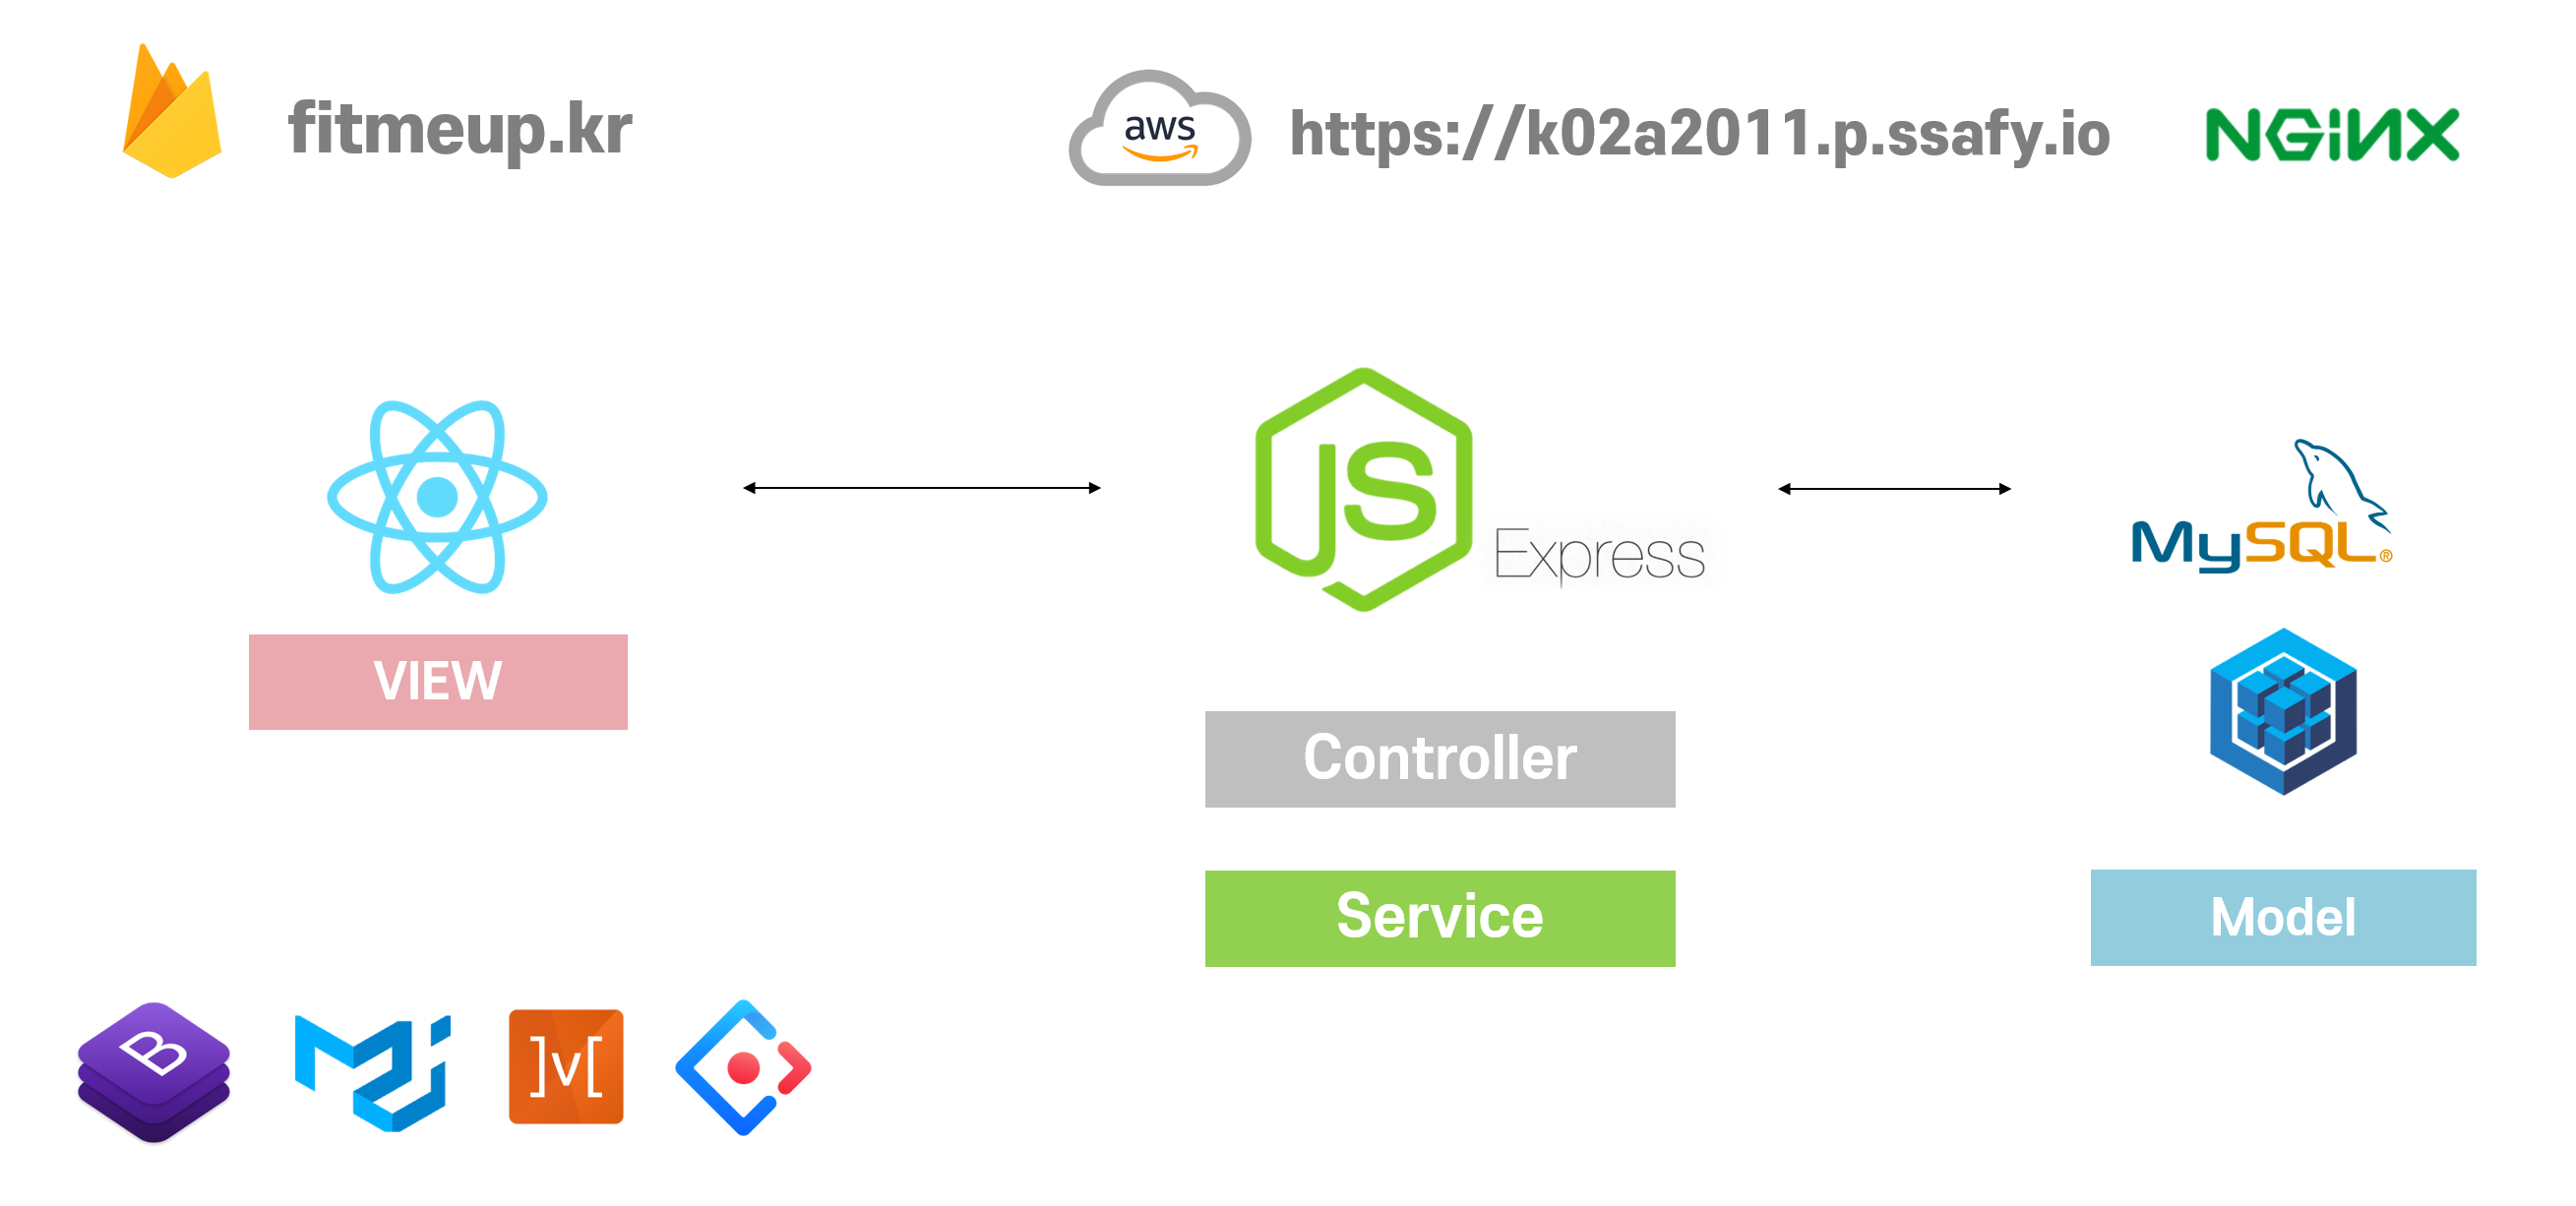 fitmeup.kr
aws
https://k02a2011.p.ssafy.io
NGiNX
JS
Express
MySQL®
VIEW
Controller
Service
Model
B
]v[